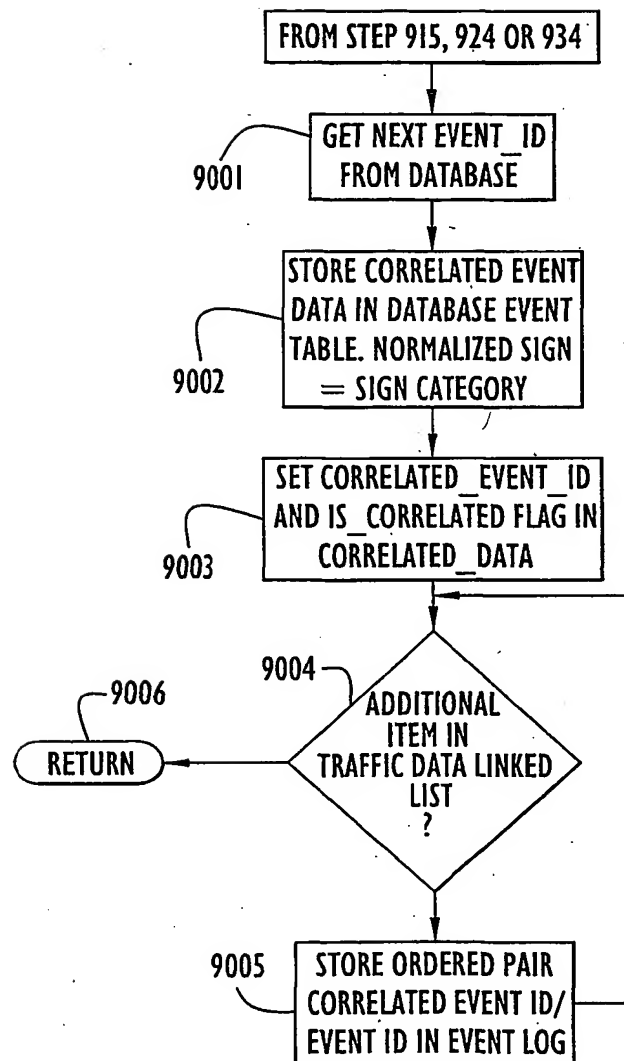 FROM STEP 915, 924 OR 934
GET NEXT EVENT_ID
FROM DATABASE
9001
STORE CORRELATED EVENT
DATA IN DATABASE EVENT
TABLE. NORMALIZED SIGN
= SIGN CATEGORY
9002
SET CORRELATED_EVENT_ID
AND IS_CORRELATED FLAG IN
CORRELATED_DATA
9003
9004
ADDITIONAL
ITEM IN
TRAFFIC DATA LINKED
LIST
?
9006
RETURN
9005
STORE ORDERED PAIR
CORRELATED EVENT ID/
EVENT ID IN EVENT LOG